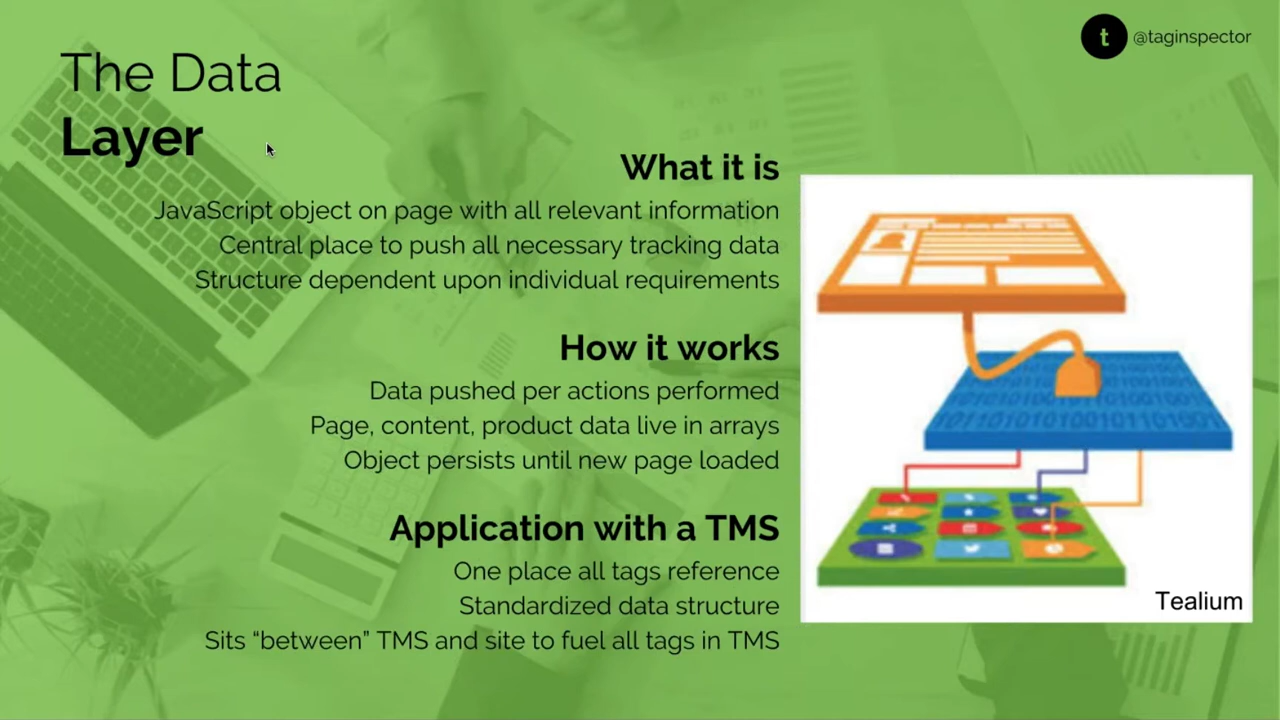 The Data
Layer
t @taginspector
What it is
JavaScript object on page with all relevant information
Central place to push all necessary tracking data
Structure dependent upon individual requirements
How it works
Data pushed per actions performed
Page, content, product data live in arrays
Object persists until new page loaded
Application with a TMS
One place all tags reference
Standardized data structure
Sits “between” TMS and site to fuel all tags in TMS
Tealium